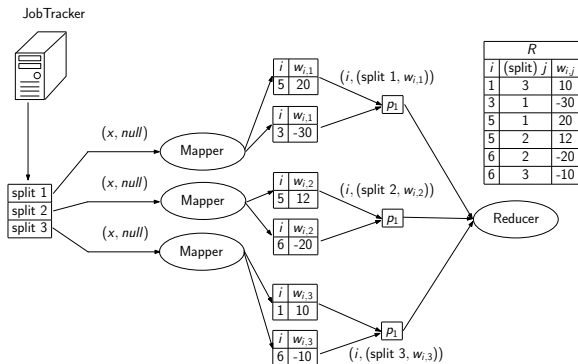 JobTracker
split 1
split 2
split 3
(x, null)
(x, null)
(x, null)
Mapper
Mapper
Mapper
i w_{i,1}
5 20
i w_{i,1}
3 -30
i w_{i,2}
5 12
i w_{i,2}
6 -20
i w_{i,3}
1 10
i w_{i,3}
6 -10
(i, (split 1, w_{i,1}))
p_1
(i, (split 2, w_{i,2}))
p_1
p_1
(i, (split 3, w_{i,3}))
Reducer
R
i (split) j w_{i,j}
1 3 10
3 1 -30
5 1 20
5 2 12
6 2 -20
6 3 -10